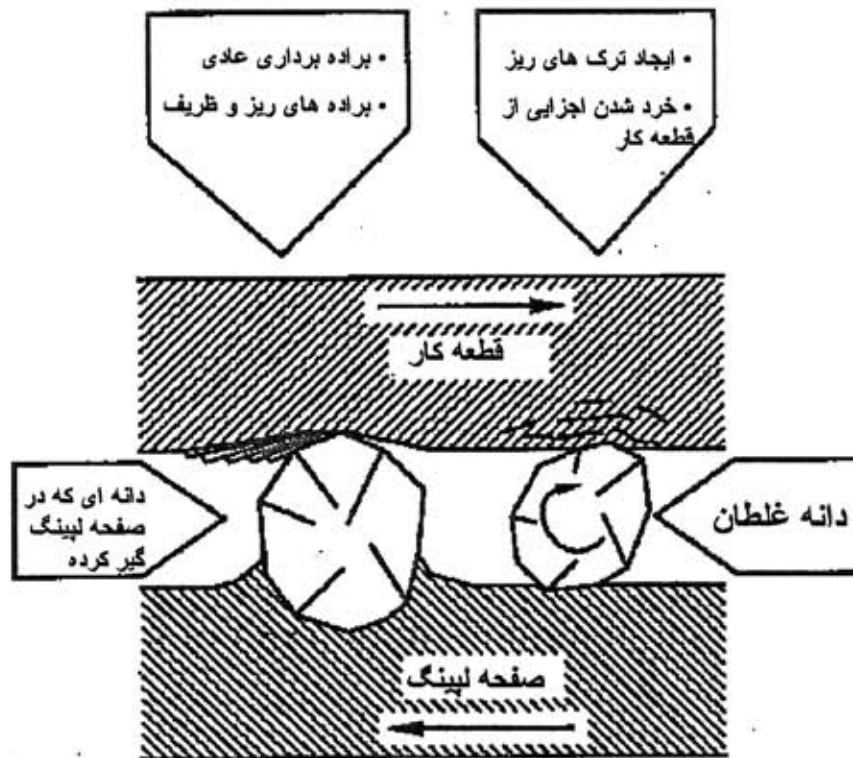 • ایجاد ترک های ریز
• خرد شدن اجزایی از
قطعه کار
• براده برداری عادی
• براده های ریز و ظریف
قطعه کار
دانه غلطان
دانه ای که در
صفحه لپینگ
گیر کرده
صفحه لپینگ